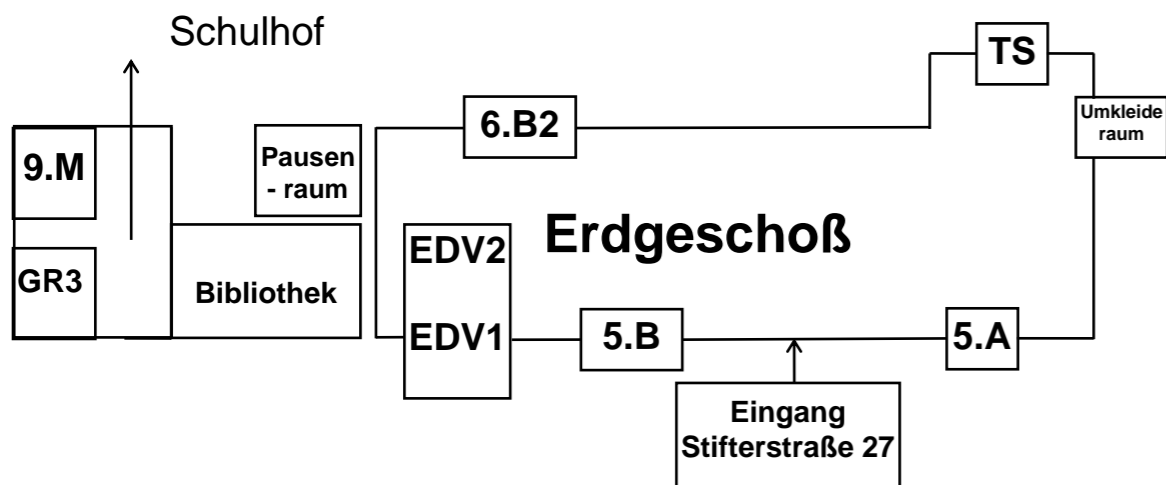 Schulhof
TS
6.B2
Umkleide
raum
9.M
Pausen
- raum
Erdgeschoß
EDV2
GR3
Bibliothek
EDV1
5.B
5.A
Eingang
Stifterstraße 27